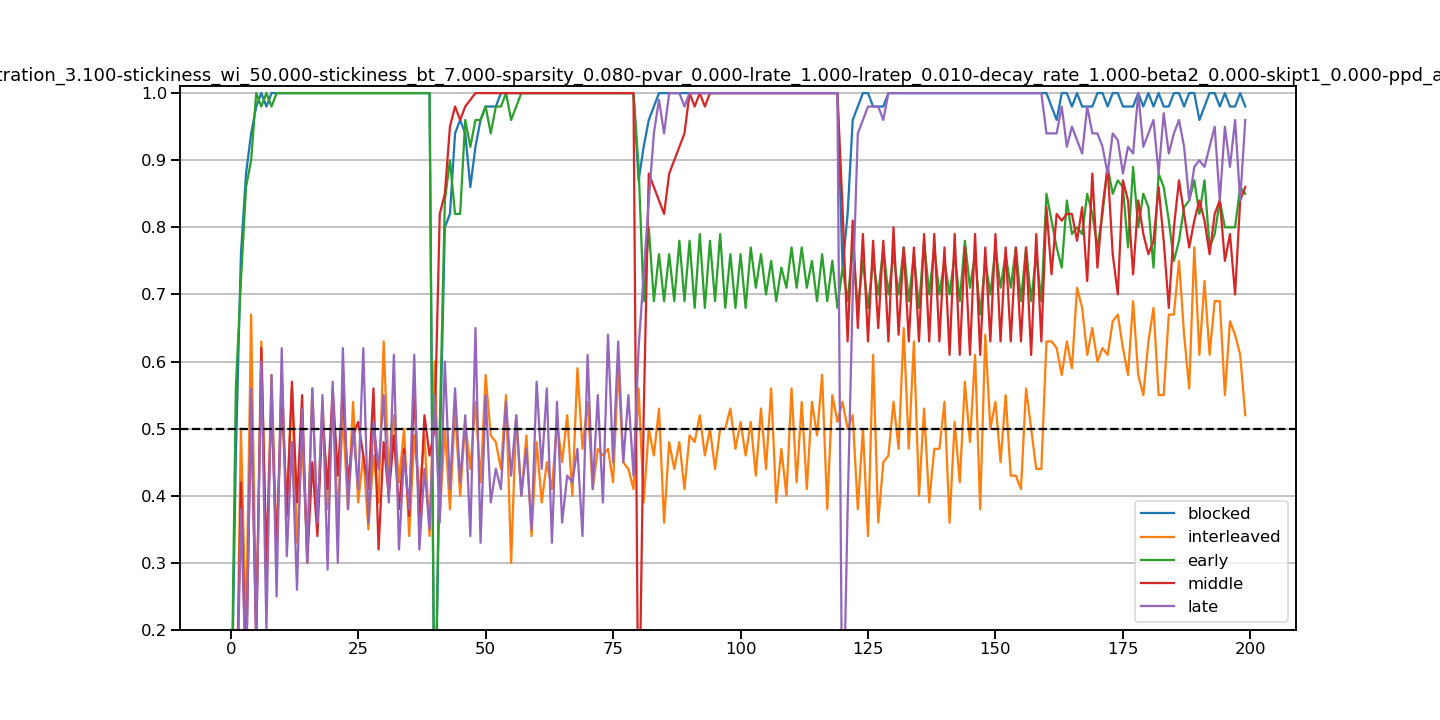 tration_3.100-stickiness_wi_50.000-stickiness_bt_7.000-sparsity_0.080-pvar_0.000-lrate_1.000-lratep_0.010-decay_rate_1.000-beta2_0.000-skipt1_0.000-ppd_a
1.0
0.9
0.8
0.7
0.6
0.5
0.4
0.3
0.2
blocked
interleaved
early
middle
late
0 25 50 75 100 125 150 175 200